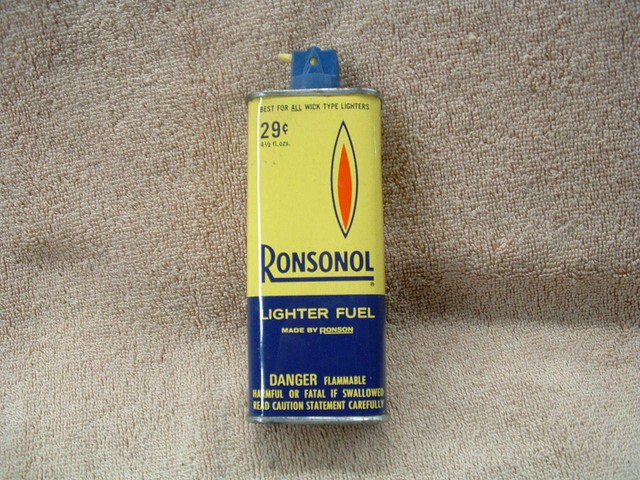 BEST FOR ALL WICK TYPE LIGHTERS
29¢
4½ fl. ozs.
RONSONOL®
LIGHTER FUEL
MADE BY RONSON
DANGER FLAMMABLE
HARMFUL OR FATAL IF SWALLOWED
READ CAUTION STATEMENT CAREFULLY